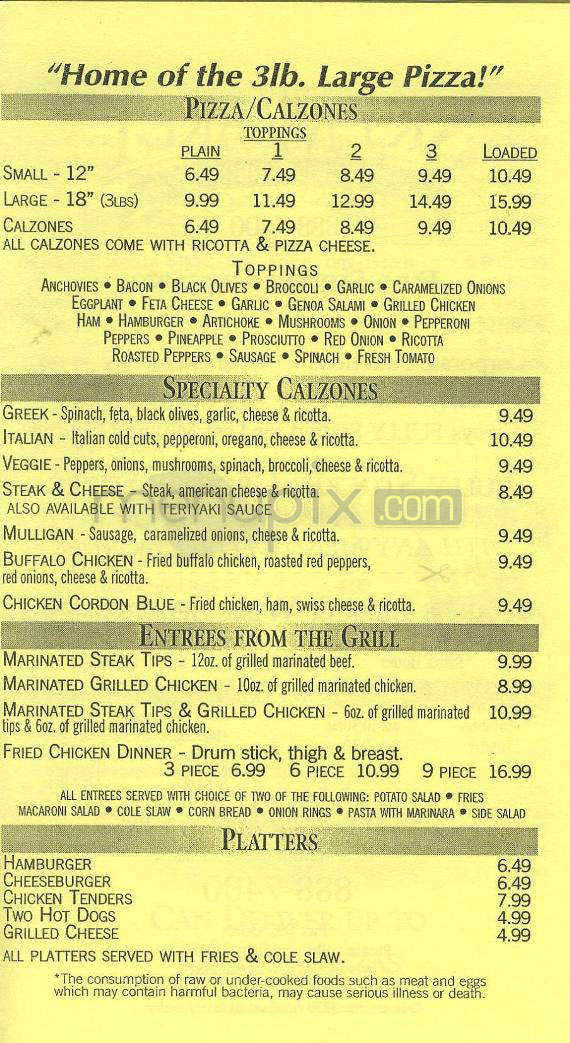 "Home of the 3lb. Large Pizza!"
PIZZA/CALZONES
TOPPINGS
PLAIN 1 2 3 LOADED
SMALL - 12" 6.49 7.49 8.49 9.49 10.49
LARGE - 18" (3LBS) 9.99 11.49 12.99 14.49 15.99
CALZONES 6.49 7.49 8.49 9.49 10.49
ALL CALZONES COME WITH RICOTTA & PIZZA CHEESE.
TOPPINGS
ANCHOVIES • BACON • BLACK OLIVES • BROCCOLI • GARLIC • CARAMELIZED ONIONS
EGGPLANT • FETA CHEESE • GARLIC • GENOA SALAMI • GRILLED CHICKEN
HAM • HAMBURGER • ARTICHOKE • MUSHROOMS • ONION • PEPPERONI
PEPPERS • PINEAPPLE • PROSCIUTTO • RED ONION • RICOTTA
ROASTED PEPPERS • SAUSAGE • SPINACH • FRESH TOMATO
SPECIALTY CALZONES
GREEK - Spinach, feta, black olives, garlic, cheese & ricotta. 9.49
ITALIAN - Italian cold cuts, pepperoni, oregano, cheese & ricotta. 10.49
VEGGIE - Peppers, onions, mushrooms, spinach, broccoli, cheese & ricotta. 9.49
STEAK & CHEESE - Steak, american cheese & ricotta. 8.49
ALSO AVAILABLE WITH TERIYAKI SAUCE
menupix.com
MULLIGAN - Sausage, caramelized onions, cheese & ricotta. 9.49
BUFFALO CHICKEN - Fried buffalo chicken, roasted red peppers, 9.49
red onions, cheese & ricotta.
CHICKEN CORDON BLUE - Fried chicken, ham, swiss cheese & ricotta. 9.49
ENTREES FROM THE GRILL
MARINATED STEAK TIPS - 12oz. of grilled marinated beef. 9.99
MARINATED GRILLED CHICKEN - 10oz. of grilled marinated chicken. 8.99
MARINATED STEAK TIPS & GRILLED CHICKEN - 6oz. of grilled marinated 10.99
tips & 6oz. of grilled marinated chicken.
FRIED CHICKEN DINNER - Drum stick, thigh & breast.
3 PIECE 6.99 6 PIECE 10.99 9 PIECE 16.99
ALL ENTREES SERVED WITH CHOICE OF TWO OF THE FOLLOWING: POTATO SALAD • FRIES
MACARONI SALAD • COLE SLAW • CORN BREAD • ONION RINGS • PASTA WITH MARINARA • SIDE SALAD
PLATTERS
HAMBURGER 6.49
CHEESEBURGER 6.49
CHICKEN TENDERS 7.99
TWO HOT DOGS 4.99
GRILLED CHEESE 4.99
ALL PLATTERS SERVED WITH FRIES & COLE SLAW.
*The consumption of raw or under-cooked foods such as meat and eggs
which may contain harmful bacteria, may cause serious illness or death.